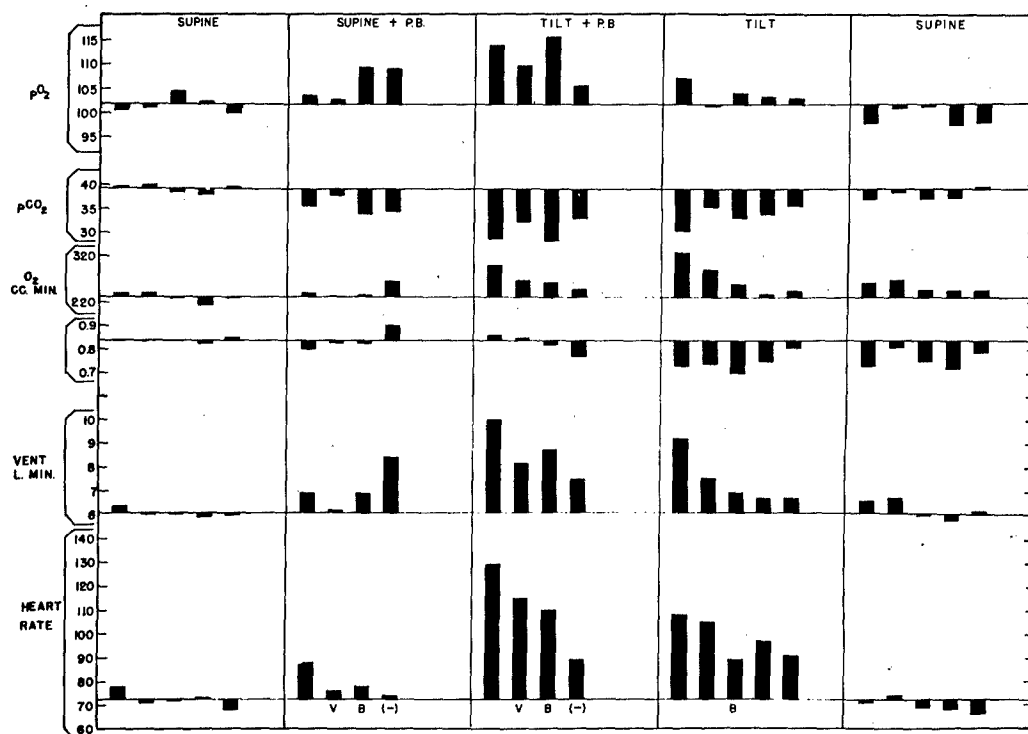 SUPINE SUPINE + P.B. TILT + P.B TILT SUPINE
115
110
105
100
95
pO2
40
35
30
pCO2
320
220
O2
CC. MIN.
0.9
0.8
0.7
10
9
8
7
6
VENT
L. MIN.
140
130
120
110
100
90
80
70
60
HEART
RATE
V B (-) V B (-) B